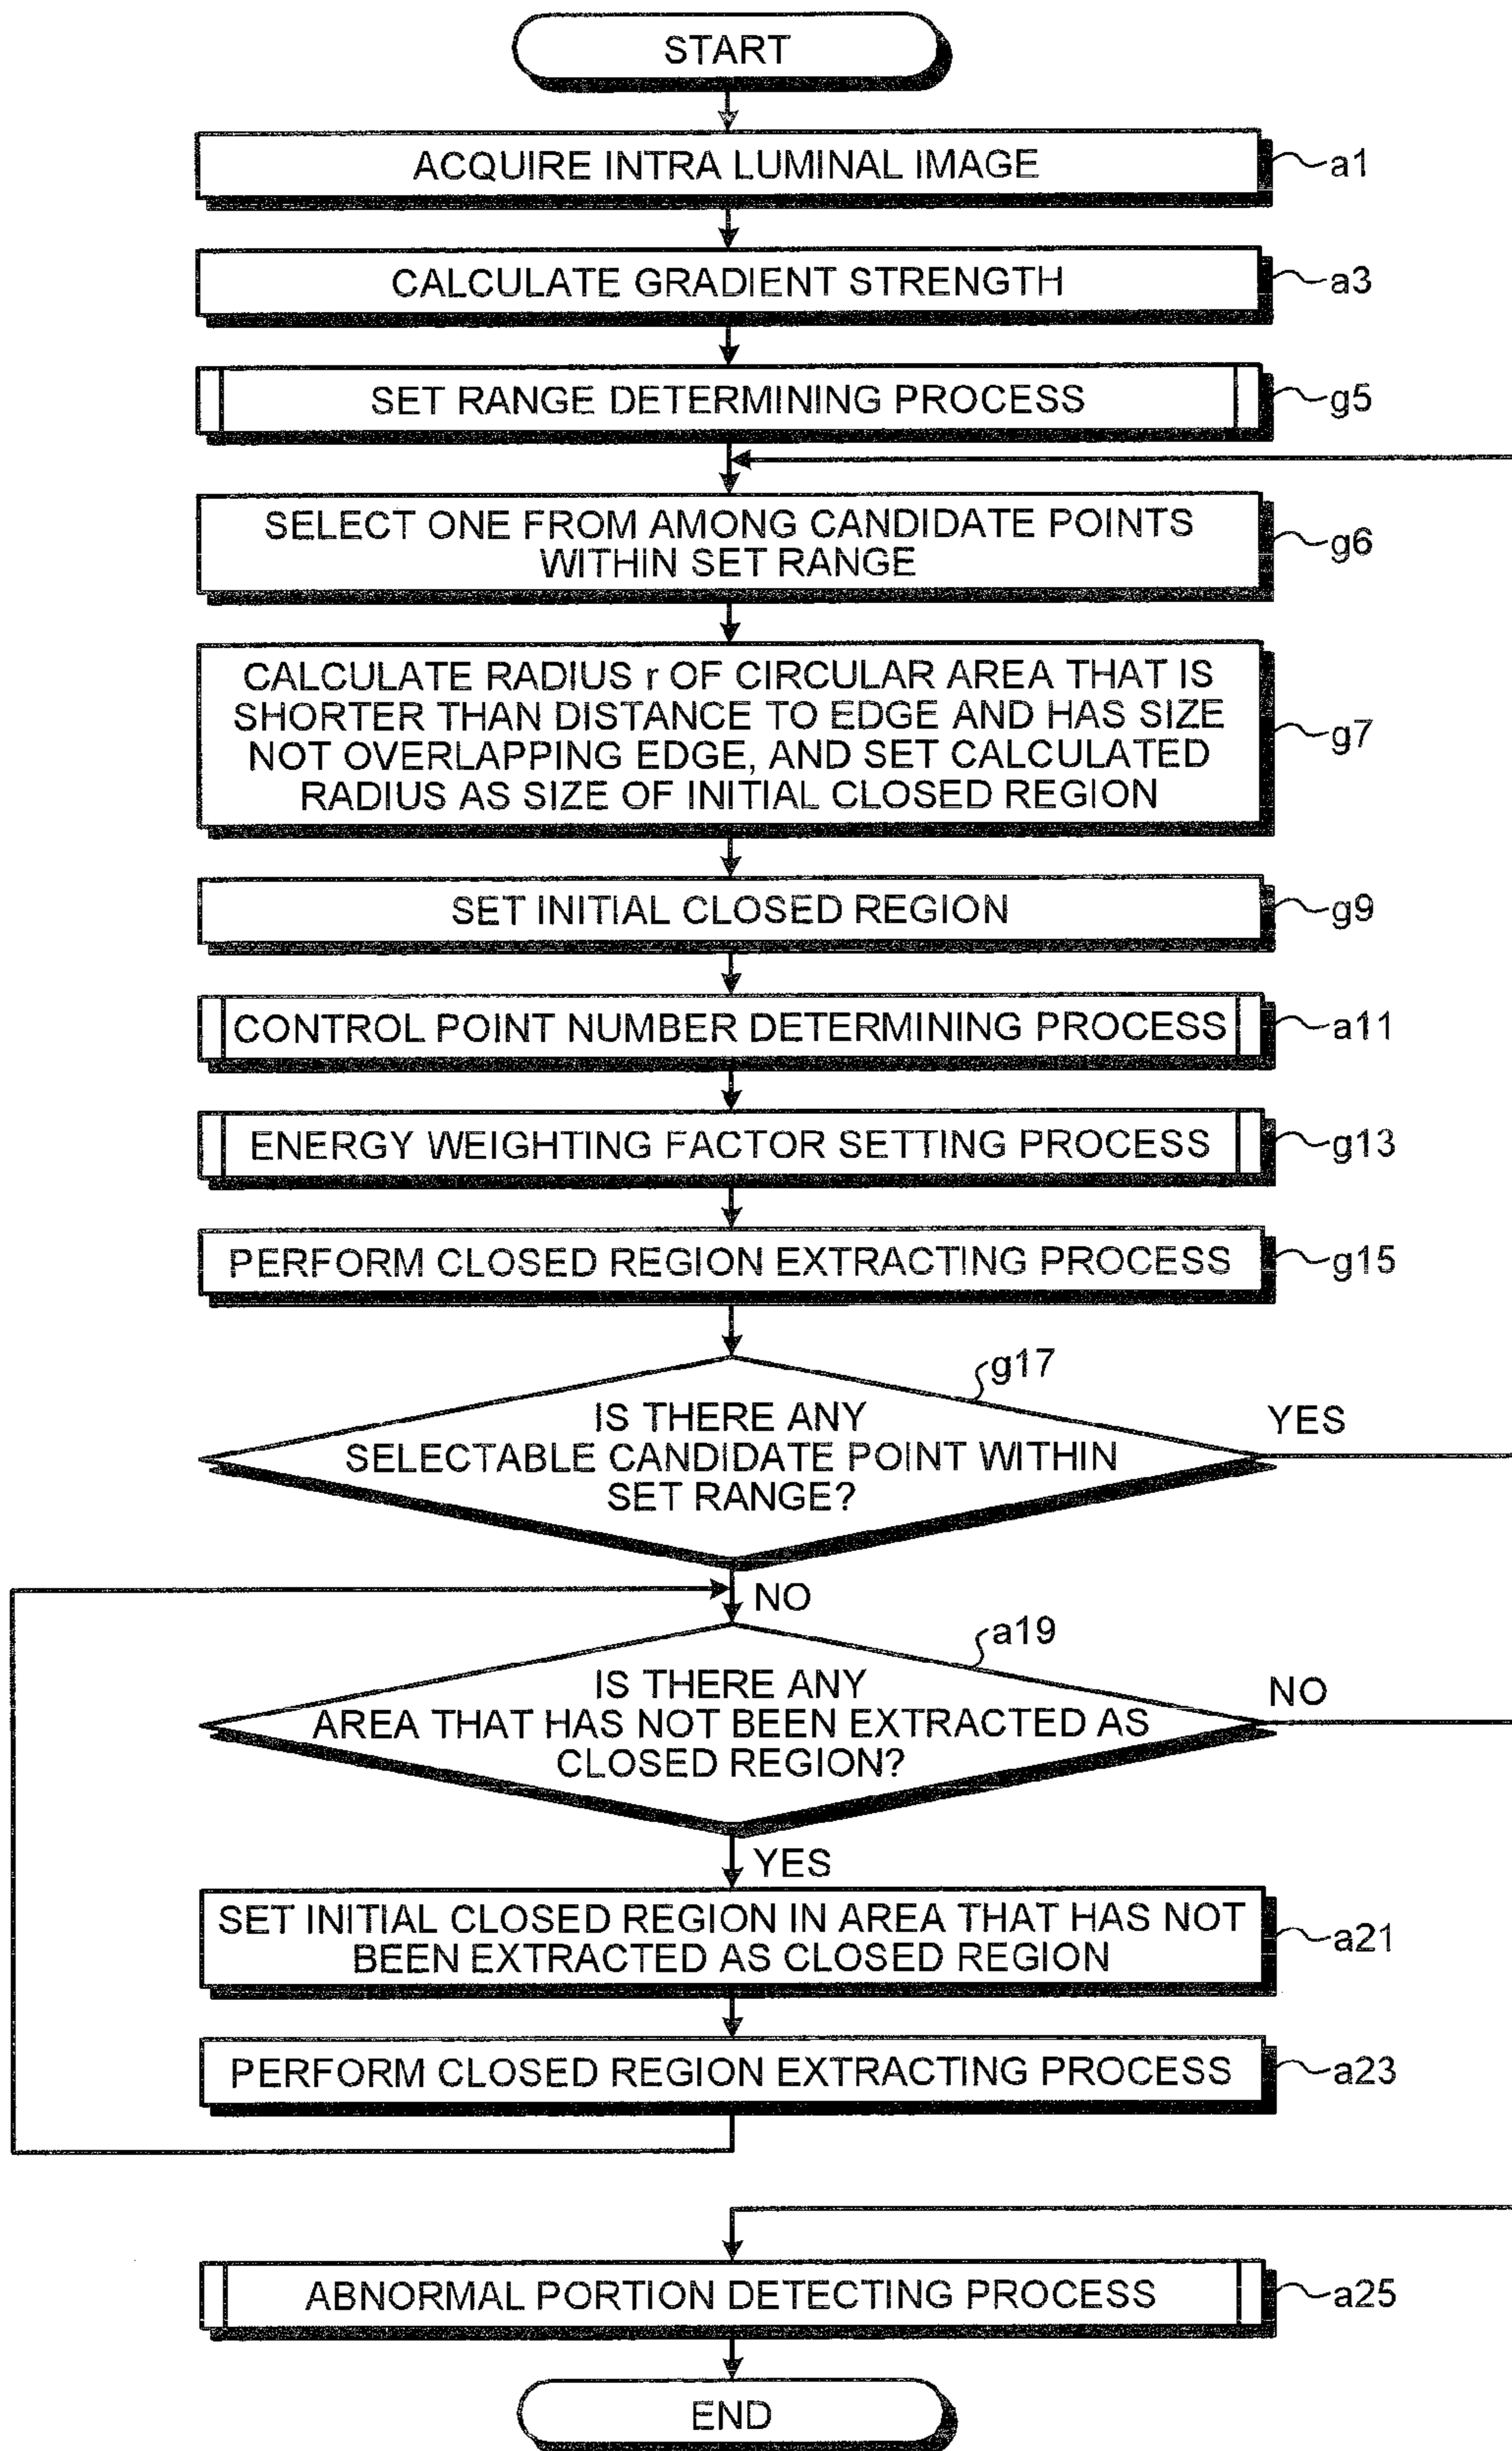 START
ACQUIRE INTRA LUMINAL IMAGE
a1
CALCULATE GRADIENT STRENGTH
a3
SET RANGE DETERMINING PROCESS
g5
SELECT ONE FROM AMONG CANDIDATE POINTS
WITHIN SET RANGE
g6
CALCULATE RADIUS r OF CIRCULAR AREA THAT IS
SHORTER THAN DISTANCE TO EDGE AND HAS SIZE
NOT OVERLAPPING EDGE, AND SET CALCULATED
RADIUS AS SIZE OF INITIAL CLOSED REGION
g7
SET INITIAL CLOSED REGION
g9
CONTROL POINT NUMBER DETERMINING PROCESS
a11
ENERGY WEIGHTING FACTOR SETTING PROCESS
g13
PERFORM CLOSED REGION EXTRACTING PROCESS
g15
g17
IS THERE ANY
SELECTABLE CANDIDATE POINT WITHIN
SET RANGE?
YES
NO
a19
IS THERE ANY
AREA THAT HAS NOT BEEN EXTRACTED AS
CLOSED REGION?
NO
YES
SET INITIAL CLOSED REGION IN AREA THAT HAS NOT
BEEN EXTRACTED AS CLOSED REGION
a21
PERFORM CLOSED REGION EXTRACTING PROCESS
a23
ABNORMAL PORTION DETECTING PROCESS
a25
END